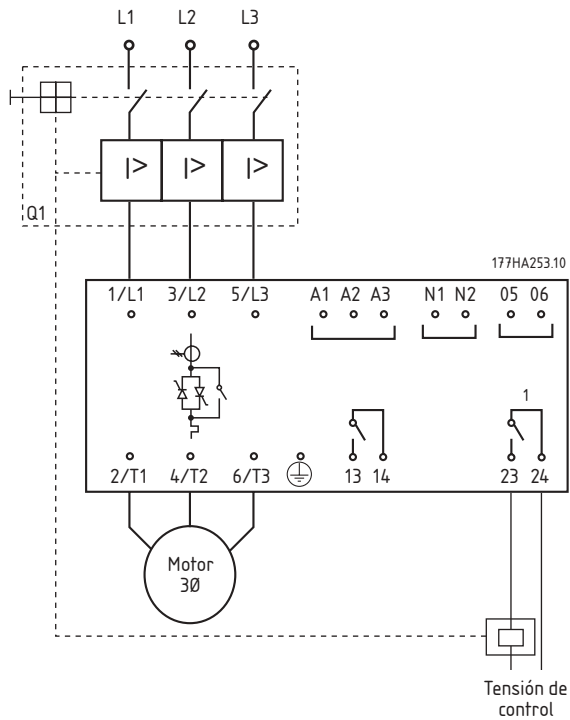 L1 L2 L3
I> I> I>
Q1
177HA253.10
1/L1 3/L2 5/L3 A1 A2 A3 N1 N2 05 06
1
2/T1 4/T2 6/T3 13 14 23 24
Motor
3Ø
Tensión de
control